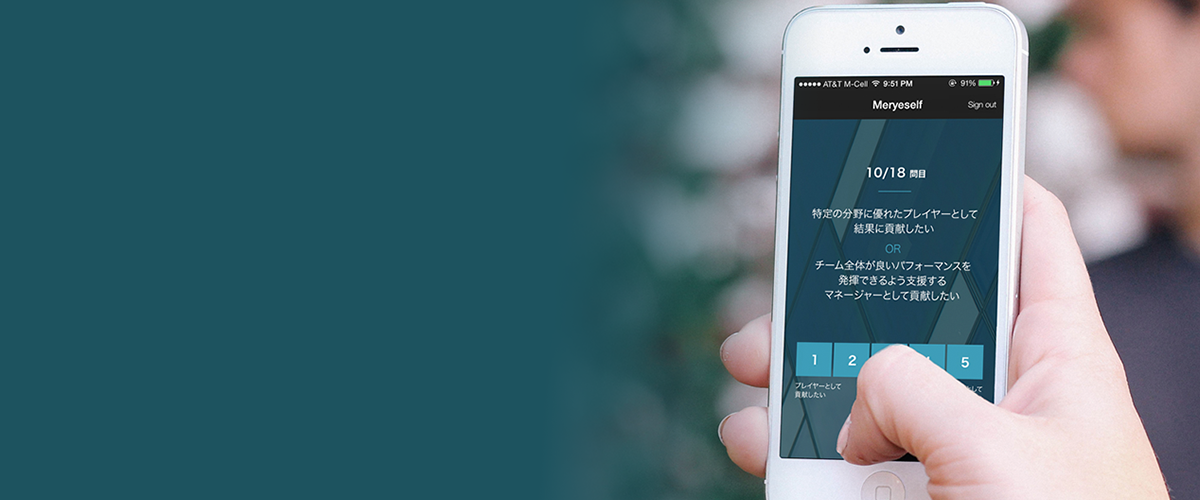 AT&T M-Cell 9:51 PM 91%
Meryeself Sign out
10/18 問目
特定の分野に優れたプレイヤーとして
結果に貢献したい
OR
チーム全体が良いパフォーマンスを
発揮できるよう支援する
マネージャーとして貢献したい
1 2 5
プレイヤーとして
貢献したい